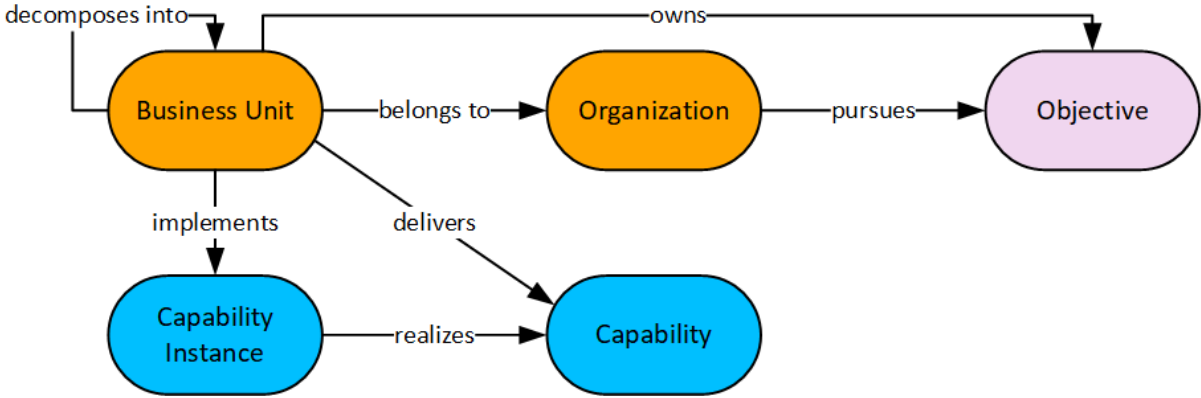 decomposes into
owns
Business Unit
belongs to
Organization
pursues
Objective
implements
delivers
Capability
Instance
realizes
Capability